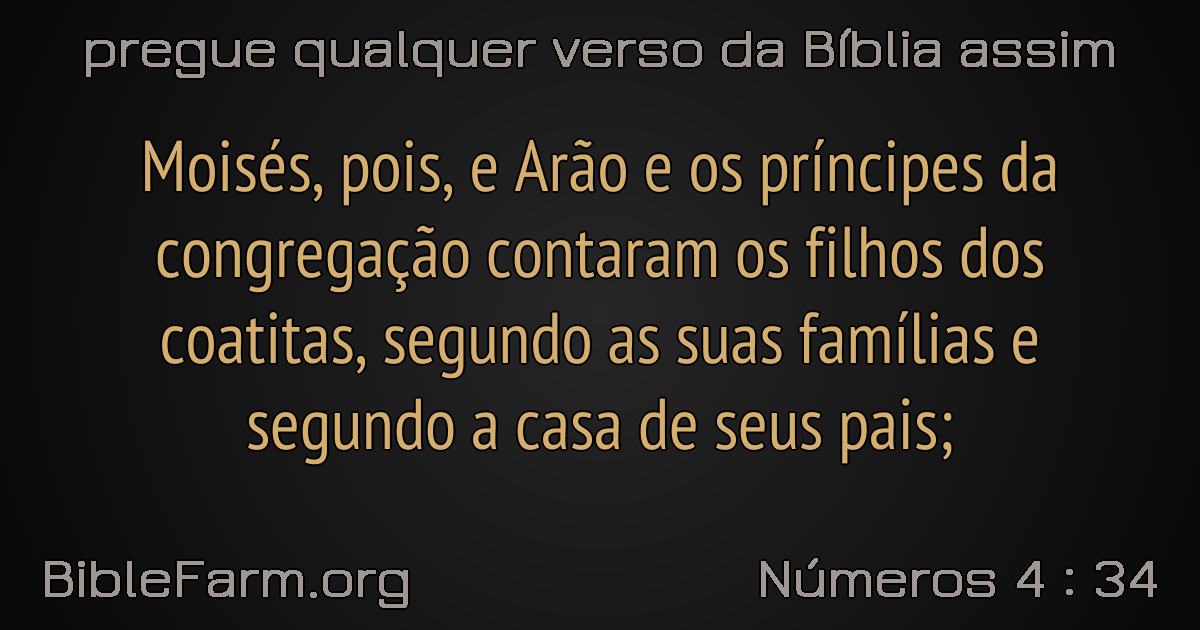 pregue qualquer verso da Bíblia assim
Moisés, pois, e Arão e os príncipes da
congregação contaram os filhos dos
coatitas, segundo as suas famílias e
segundo a casa de seus pais;
BibleFarm.org
Números 4 : 34